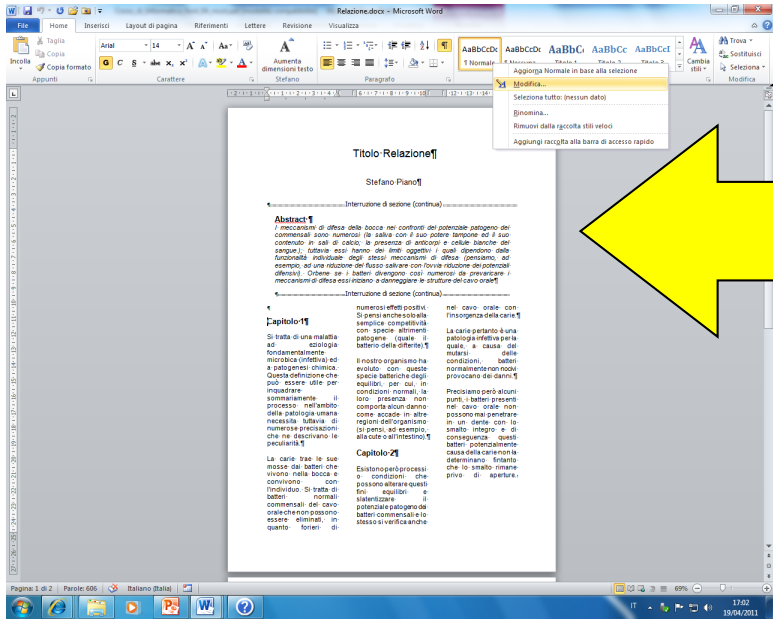 Relazione.docx - Microsoft Word
File Home Inserisci Layout di pagina Riferimenti Lettere Revisione Visualizza
Incolla
Taglia
Copia
Copia formato
Appunti
Arial 14 A A Aa
G C S abc x, x²
Carattere
Aumenta
dimensioni testo
Stefano
Paragrafo
AaBbCcDc AaBbCcDc AaBbC AaBbCc AaBbCcI
¶ Normale
Cambia
stili
Trova
Sostituisci
Seleziona
Modifica
Aggiorna Normale in base alla selezione
Modifica...
Seleziona tutto: (nessun dato)
Rinomina...
Rimuovi dalla raccolta stili veloci
Aggiungi raccolta alla barra di accesso rapido
Titolo·Relazione¶
Stefano·Piano¶
Interruzione di sezione (continua)
Abstract·¶
I meccanismi di difesa della bocca nei confronti del potenziale patogeno dei
commensali sono numerosi (la saliva con il suo potere tampone ed il suo
contenuto in sali di calcio; la presenza di anticorpi e cellule bianche del
sangue); tuttavia essi hanno dei limiti oggettivi i quali dipendono dalla
funzionalità individuale degli stessi meccanismi di difesa (pensiamo, ad
esempio, ad una riduzione del flusso salivare con l'ovvia riduzione dei potenziali
difensivi). Orbene se i batteri divengono così numerosi da prevaricare i
meccanismi di difesa essi iniziano a danneggiare le strutture del cavo orale¶
Interruzione di sezione (continua)
¶
Capitolo·1¶
Si tratta di una malattia
ad eziologia
fondamentalmente
microbica (infettiva) ed
a patogenesi chimica.
Questa definizione che
può essere utile per
inquadrare
sommariamente il
processo nell'ambito
della patologia umana
necessita tuttavia di
numerose precisazioni
che ne descrivano le
peculiarità.¶
La carie trae le sue
mosse dai batteri che
vivono nella bocca e
convivono con
l'individuo. Si tratta di
batteri normali
commensali del cavo
orale che non possono
essere eliminati, in
quanto forieri di
numerosi effetti positivi.
Si pensi anche solo alla
semplice competitività
con specie altrimenti
patogene (quale il
batterio della difterite).¶
Il nostro organismo ha
evoluto con queste
specie batteriche degli
equilibri, per cui, in
condizioni normali, la
loro presenza non
comporta alcun danno
come accade in altre
regioni dell'organismo
(si pensi, ad esempio,
alla cute o all'intestino).¶
Capitolo·2¶
Esistono però processi
o condizioni che
possono alterare questi
fini equilibri e
slatentizzare il
potenziale patogeno dei
batteri commensali e lo
stesso si verifica anche
nel cavo orale con
l'insorgenza della carie.¶
La carie pertanto è una
patologia infettiva per la
quale, a causa del
mutarsi delle
condizioni, batteri
normalmente non nocivi
provocano dei danni.¶
Precisiamo però alcuni
punti, i batteri presenti
nel cavo orale non
possono mai penetrare
in un dente con lo
smalto integro e di
conseguenza questi
batteri potenzialmente
causa della carie non la
determinano fintanto
che lo smalto rimane
privo di aperture.
Pagina: 1 di 2 Parole: 606 Italiano (Italia) 69%
IT 17:02
19/04/2011